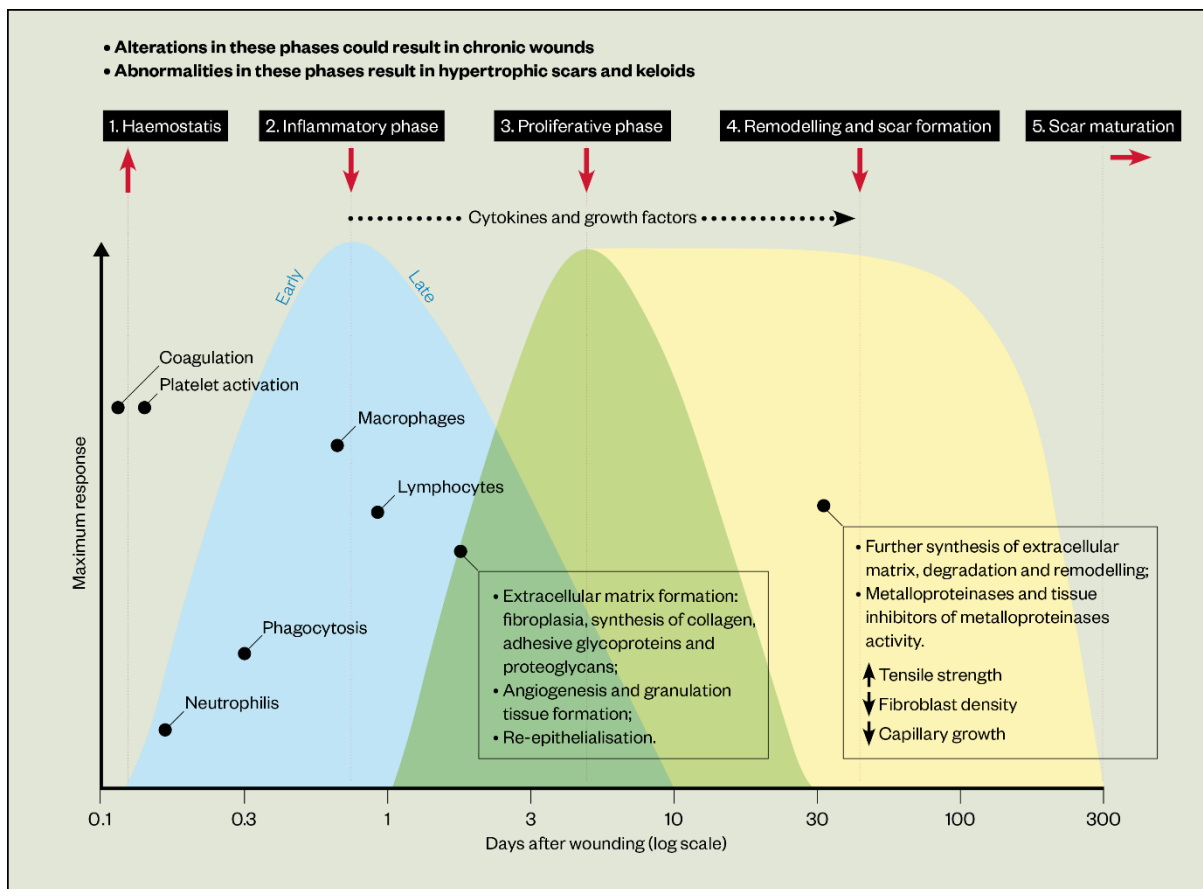 • Alterations in these phases could result in chronic wounds
• Abnormalities in these phases result in hypertrophic scars and keloids
1. Haemostatis
2. Inflammatory phase
3. Proliferative phase
4. Remodelling and scar formation
5. Scar maturation
Cytokines and growth factors
Early
Late
Coagulation
Platelet activation
Macrophages
Lymphocytes
Phagocytosis
Neutrophilis
• Extracellular matrix formation:
fibroplasia, synthesis of collagen,
adhesive glycoproteins and
proteoglycans;
• Angiogenesis and granulation
tissue formation;
• Re-epithelialisation.
• Further synthesis of extracellular
matrix, degradation and remodelling;
• Metalloproteinases and tissue
inhibitors of metalloproteinases
activity.
Tensile strength
Fibroblast density
Capillary growth
Maximum response
0.1
0.3
1
3
10
30
100
300
Days after wounding (log scale)